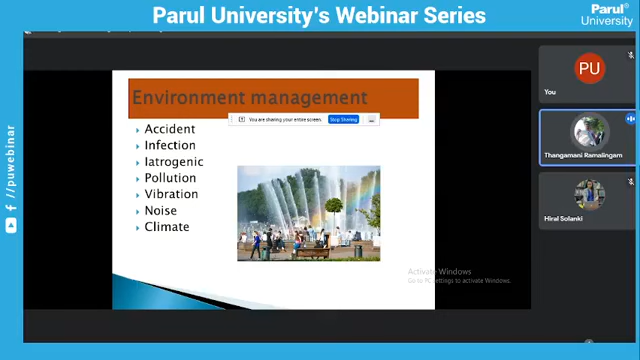 Parul University's Webinar Series
Parul®
University
//puwebinar
Environment management
You are sharing your entire screen.
Stop Sharing
Accident
Infection
Iatrogenic
Pollution
Vibration
Noise
Climate
PU
You
Thangamani Ramalingam
Hiral Solanki
Activate Windows
Go to PC settings to activate Windows.